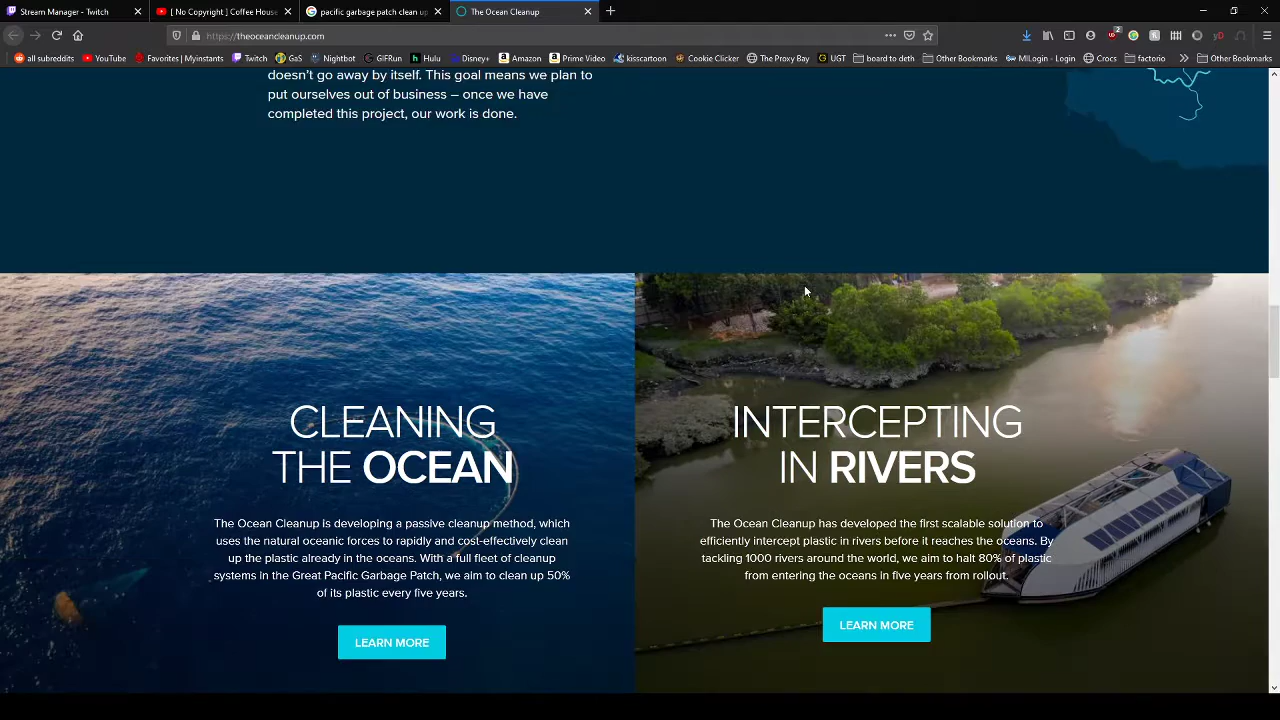 Stream Manager - Twitch
[ No Copyright ] Coffee House
pacific garbage patch clean up
The Ocean Cleanup
https://theoceancleanup.com
all subreddits
YouTube
Favorites | Myinstants
Twitch
GaS
Nightbot
GIFRun
Hulu
Disney+
Amazon
Prime Video
kisscartoon
Cookie Clicker
The Proxy Bay
UGT
board to deth
Other Bookmarks
MiLogin - Login
Crocs
factorio
Other Bookmarks
doesn't go away by itself. This goal means we plan to
put ourselves out of business – once we have
completed this project, our work is done.
CLEANING
THE OCEAN
The Ocean Cleanup is developing a passive cleanup method, which
uses the natural oceanic forces to rapidly and cost-effectively clean
up the plastic already in the oceans. With a full fleet of cleanup
systems in the Great Pacific Garbage Patch, we aim to clean up 50%
of its plastic every five years.
LEARN MORE
INTERCEPTING
IN RIVERS
The Ocean Cleanup has developed the first scalable solution to
efficiently intercept plastic in rivers before it reaches the oceans. By
tackling 1000 rivers around the world, we aim to halt 80% of plastic
from entering the oceans in five years from rollout.
LEARN MORE